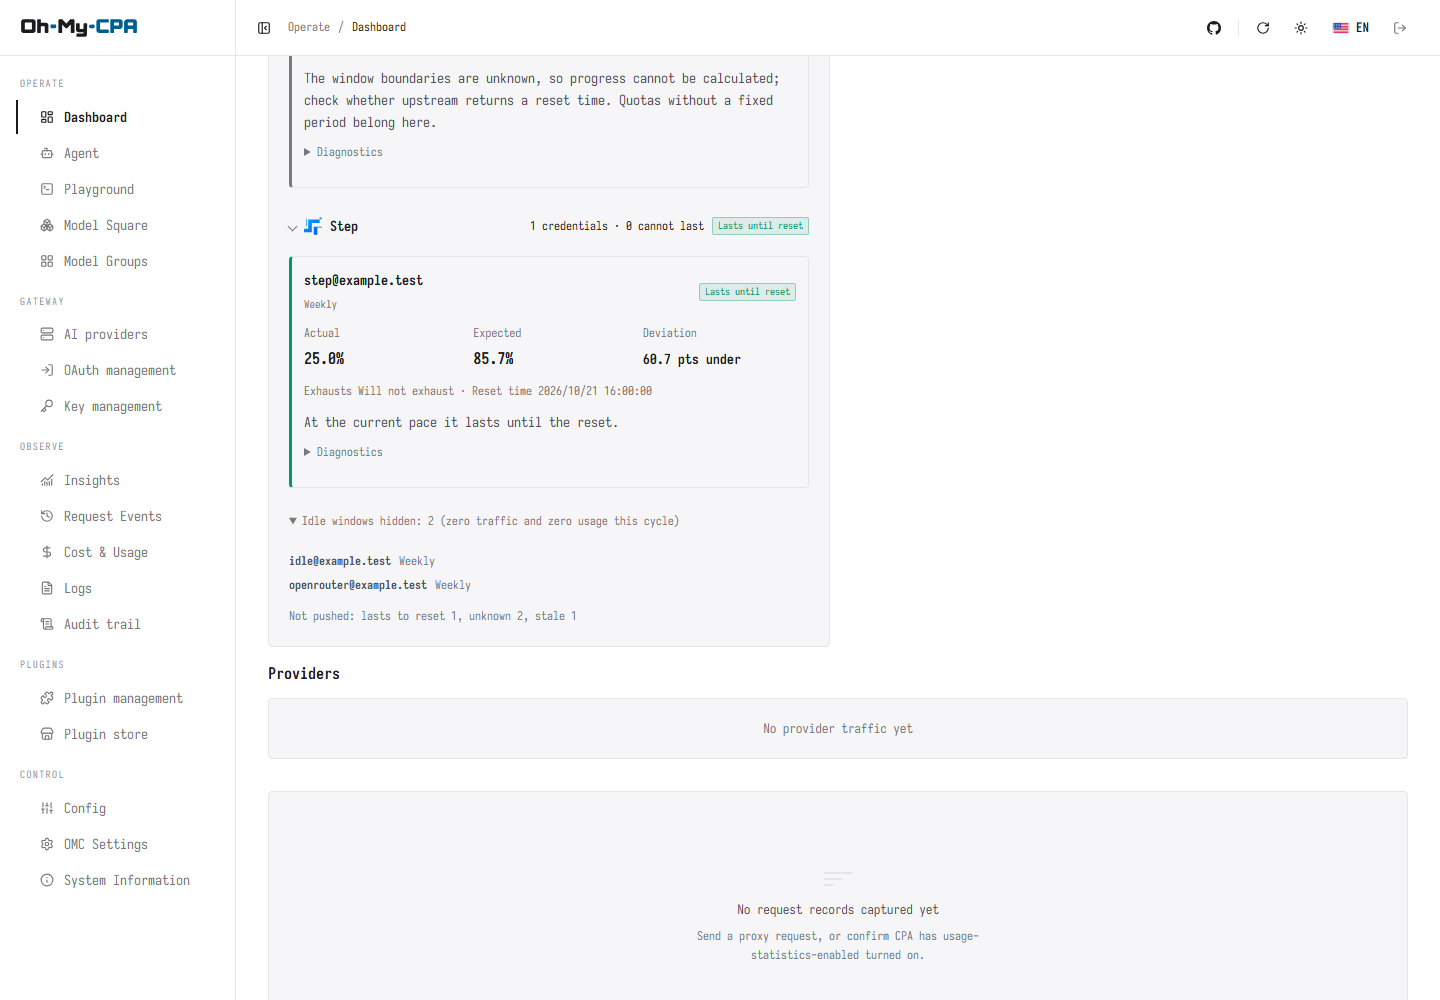 Oh-My-CPA
Operate / Dashboard
EN
OPERATE
Dashboard
Agent
Playground
Model Square
Model Groups
GATEWAY
AI providers
OAuth management
Key management
OBSERVE
Insights
Request Events
Cost & Usage
Logs
Audit trail
PLUGINS
Plugin management
Plugin store
CONTROL
Config
OMC Settings
System Information
The window boundaries are unknown, so progress cannot be calculated;
check whether upstream returns a reset time. Quotas without a fixed
period belong here.
Diagnostics
Step
1 credentials · 0 cannot last
Lasts until reset
step@example.test
Weekly
Lasts until reset
Actual
Expected
Deviation
25.0%
85.7%
60.7 pts under
Exhausts Will not exhaust · Reset time 2026/10/21 16:00:00
At the current pace it lasts until the reset.
Diagnostics
Idle windows hidden: 2 (zero traffic and zero usage this cycle)
idle@example.test Weekly
openrouter@example.test Weekly
Not pushed: lasts to reset 1, unknown 2, stale 1
Providers
No provider traffic yet
No request records captured yet
Send a proxy request, or confirm CPA has usage-
statistics-enabled turned on.